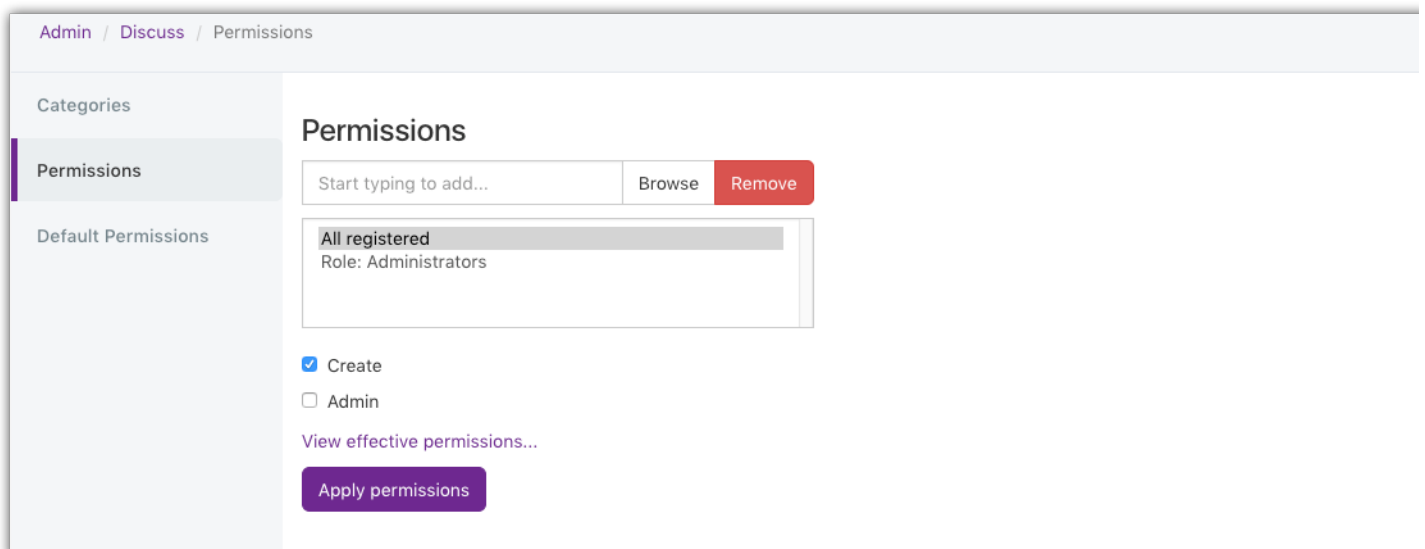 Admin / Discuss / Permissions
Categories
Permissions
Default Permissions
Permissions
Start typing to add...
Browse
Remove
All registered
Role: Administrators
Create
Admin
View effective permissions...
Apply permissions